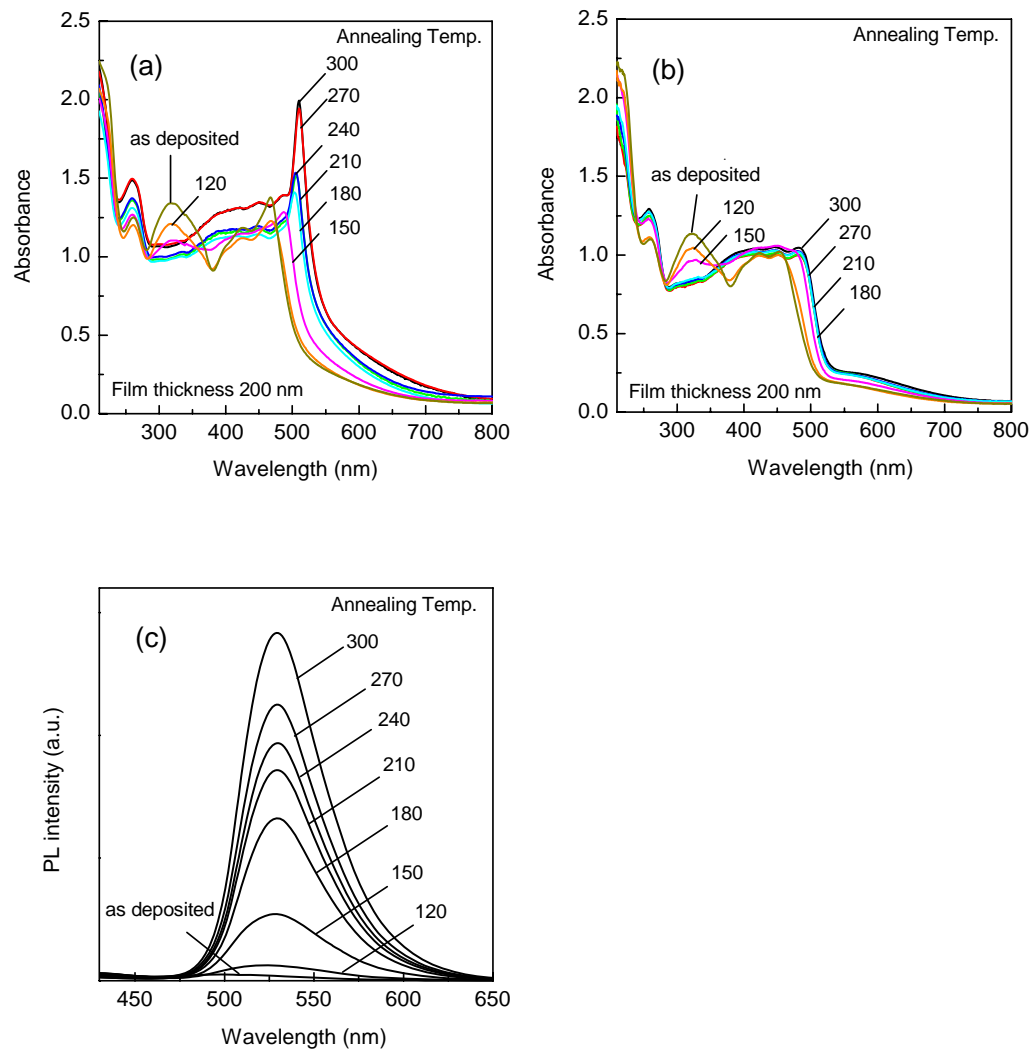 (a)
Annealing Temp.
2.5
2.0
1.5
1.0
0.5
0.0
Absorbance
as deposited
120
300
270
240
210
180
150
Film thickness 200 nm
300 400 500 600 700 800
Wavelength (nm)
(b)
Annealing Temp.
2.5
2.0
1.5
1.0
0.5
0.0
Absorbance
as deposited
120
150
300
270
210
180
Film thickness 200 nm
300 400 500 600 700 800
Wavelength (nm)
(c)
Annealing Temp.
PL intensity (a.u.)
300
270
240
210
180
150
120
as deposited
450 500 550 600 650
Wavelength (nm)